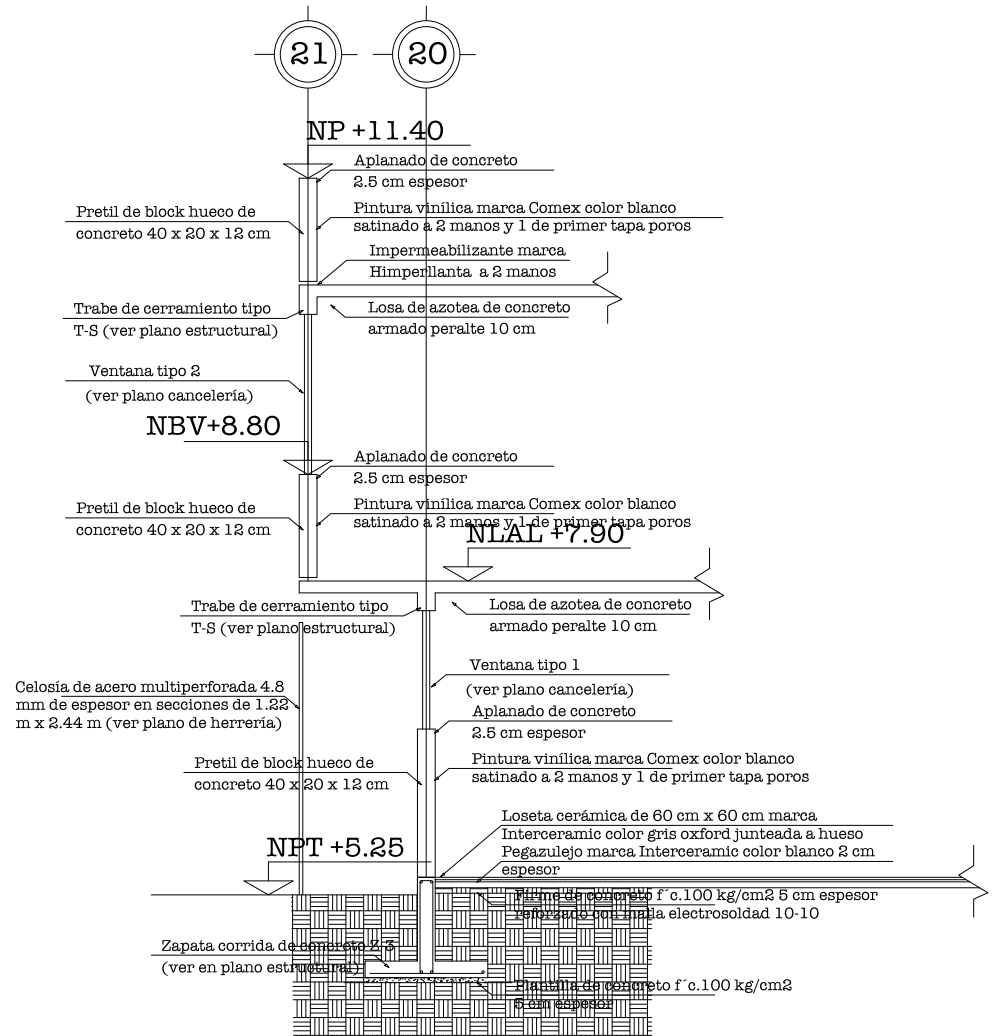 21
20
NP +11.40
Aplanado de concreto
2.5 cm espesor
Pretil de block hueco de
concreto 40 x 20 x 12 cm
Pintura vinílica marca Comex color blanco
satinado a 2 manos y 1 de primer tapa poros
Impermeabilizante marca
Himperllanta a 2 manos
Trabe de cerramiento tipo
T-S (ver plano estructural)
Losa de azotea de concreto
armado peralte 10 cm
Ventana tipo 2
(ver plano cancelería)
NBV+8.80
Aplanado de concreto
2.5 cm espesor
Pretil de block hueco de
concreto 40 x 20 x 12 cm
Pintura vinílica marca Comex color blanco
satinado a 2 manos y 1 de primer tapa poros
NLAL +7.90
Trabe de cerramiento tipo
T-S (ver plano estructural)
Losa de azotea de concreto
armado peralte 10 cm
Ventana tipo 1
(ver plano cancelería)
Celosía de acero multiperforada 4.8
mm de espesor en secciones de 1.22
m x 2.44 m (ver plano de herrería)
Aplanado de concreto
2.5 cm espesor
Pretil de block hueco de
concreto 40 x 20 x 12 cm
Pintura vinílica marca Comex color blanco
satinado a 2 manos y 1 de primer tapa poros
Loseta cerámica de 60 cm x 60 cm marca
Interceramic color gris oxford junteada a hueso
Pegazulejo marca Interceramic color blanco 2 cm
espesor
NPT +5.25
Firme de concreto f´c.100 kg/cm2 5 cm espesor
reforzado con malla electrosoldad 10-10
Zapata corrida de concreto Z-3
(ver en plano estructural)
Plantilla de concreto f´c.100 kg/cm2
5 cm espesor